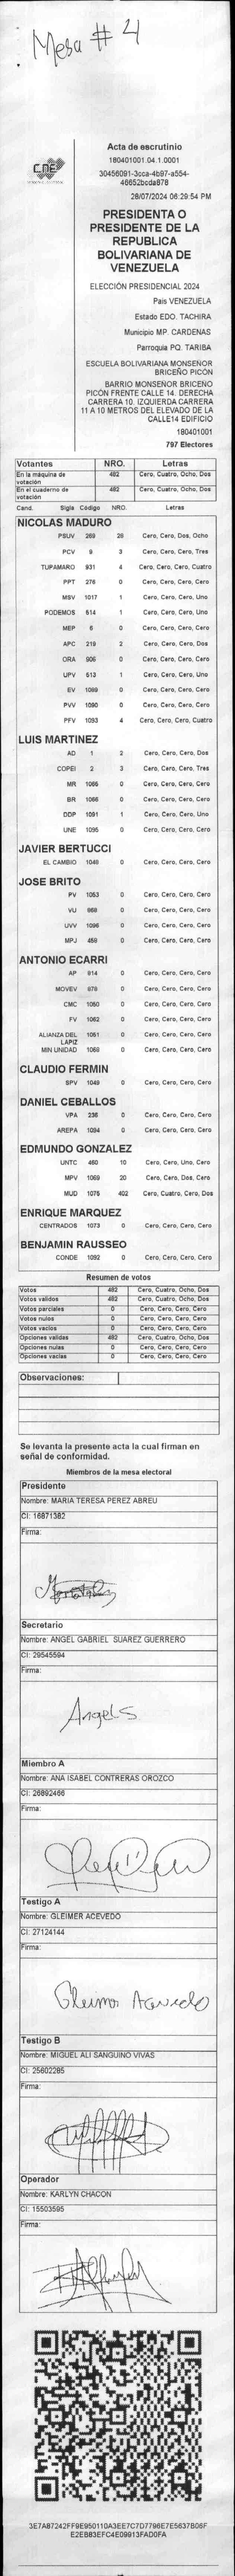 Mesa # 4
CNE
Acta de escrutinio
180401001.04.1.0001
30456091-3cca-4b97-a554-
46652bcda878
28/07/2024 06:29:54 PM
PRESIDENTA O
PRESIDENTE DE LA
REPUBLICA
BOLIVARIANA DE
VENEZUELA
ELECCIÓN PRESIDENCIAL 2024
Pais VENEZUELA
Estado EDO. TACHIRA
Municipio MP. CARDENAS
Parroquia PQ. TARIBA
ESCUELA BOLIVARIANA MONSEÑOR
BRICEÑO PICÓN
BARRIO MONSEÑOR BRICEÑO
PICÓN FRENTE CALLE 14. DERECHA
CARRERA 10. IZQUIERDA CARRERA
11 A 10 METROS DEL ELEVADO DE LA
CALLE14 EDIFICIO
180401001
797 Electores
Votantes NRO. Letras
En la máquina de votación 482 Cero, Cuatro, Ocho, Dos
En el cuaderno de votación 482 Cero, Cuatro, Ocho, Dos
Cand. Sigla Código NRO. Letras
NICOLAS MADURO
PSUV 269 28 Cero, Cero, Dos, Ocho
PCV 9 3 Cero, Cero, Cero, Tres
TUPAMARO 931 4 Cero, Cero, Cero, Cuatro
PPT 276 0 Cero, Cero, Cero, Cero
MSV 1017 1 Cero, Cero, Cero, Uno
PODEMOS 514 1 Cero, Cero, Cero, Uno
MEP 6 0 Cero, Cero, Cero, Cero
APC 219 2 Cero, Cero, Cero, Dos
ORA 906 0 Cero, Cero, Cero, Cero
UPV 513 1 Cero, Cero, Cero, Uno
EV 1089 0 Cero, Cero, Cero, Cero
PVV 1090 0 Cero, Cero, Cero, Cero
PFV 1093 4 Cero, Cero, Cero, Cuatro
LUIS MARTINEZ
AD 1 2 Cero, Cero, Cero, Dos
COPEI 2 3 Cero, Cero, Cero, Tres
MR 1065 0 Cero, Cero, Cero, Cero
BR 1066 0 Cero, Cero, Cero, Cero
DDP 1091 1 Cero, Cero, Cero, Uno
UNE 1095 0 Cero, Cero, Cero, Cero
JAVIER BERTUCCI
EL CAMBIO 1048 0 Cero, Cero, Cero, Cero
JOSE BRITO
PV 1053 0 Cero, Cero, Cero, Cero
VU 868 0 Cero, Cero, Cero, Cero
UVV 1096 0 Cero, Cero, Cero, Cero
MPJ 458 0 Cero, Cero, Cero, Cero
ANTONIO ECARRI
AP 914 0 Cero, Cero, Cero, Cero
MOVEV 978 0 Cero, Cero, Cero, Cero
CMC 1050 0 Cero, Cero, Cero, Cero
FV 1062 0 Cero, Cero, Cero, Cero
ALIANZA DEL LAPIZ 1051 0 Cero, Cero, Cero, Cero
MIN UNIDAD 1069 0 Cero, Cero, Cero, Cero
CLAUDIO FERMIN
SPV 1049 0 Cero, Cero, Cero, Cero
DANIEL CEBALLOS
VPA 236 0 Cero, Cero, Cero, Cero
AREPA 1094 0 Cero, Cero, Cero, Cero
EDMUNDO GONZALEZ
UNTC 460 10 Cero, Cero, Uno, Cero
MPV 1069 20 Cero, Cero, Dos, Cero
MUD 1075 402 Cero, Cuatro, Cero, Dos
ENRIQUE MARQUEZ
CENTRADOS 1073 0 Cero, Cero, Cero, Cero
BENJAMIN RAUSSEO
CONDE 1092 0 Cero, Cero, Cero, Cero
Resumen de votos
Votos 482 Cero, Cuatro, Ocho, Dos
Votos validos 482 Cero, Cuatro, Ocho, Dos
Votos parciales 0 Cero, Cero, Cero, Cero
Votos nulos 0 Cero, Cero, Cero, Cero
Votos vacios 0 Cero, Cero, Cero, Cero
Opciones validas 482 Cero, Cuatro, Ocho, Dos
Opciones nulas 0 Cero, Cero, Cero, Cero
Opciones vacias 0 Cero, Cero, Cero, Cero
Observaciones:
Se levanta la presente acta la cual firman en
señal de conformidad.
Miembros de la mesa electoral
Presidente
Nombre: MARIA TERESA PEREZ ABREU
CI: 16871382
Firma:
Secretario
Nombre: ANGEL GABRIEL SUAREZ GUERRERO
CI: 29545594
Firma:
Angel S
Miembro A
Nombre: ANA ISABEL CONTRERAS OROZCO
CI: 26892466
Firma:
Testigo A
Nombre: GLEIMER ACEVEDO
CI: 27124144
Firma:
Gleimer Acevedo
Testigo B
Nombre: MIGUEL ALI SANGUINO VIVAS
CI: 25602285
Firma:
Operador
Nombre: KARLYN CHACON
CI: 15503595
Firma:
3E7A87242FF9E950110A3EE7C7D7796E7E5637B06F
E2EB83EFC4E09913FAD0FA